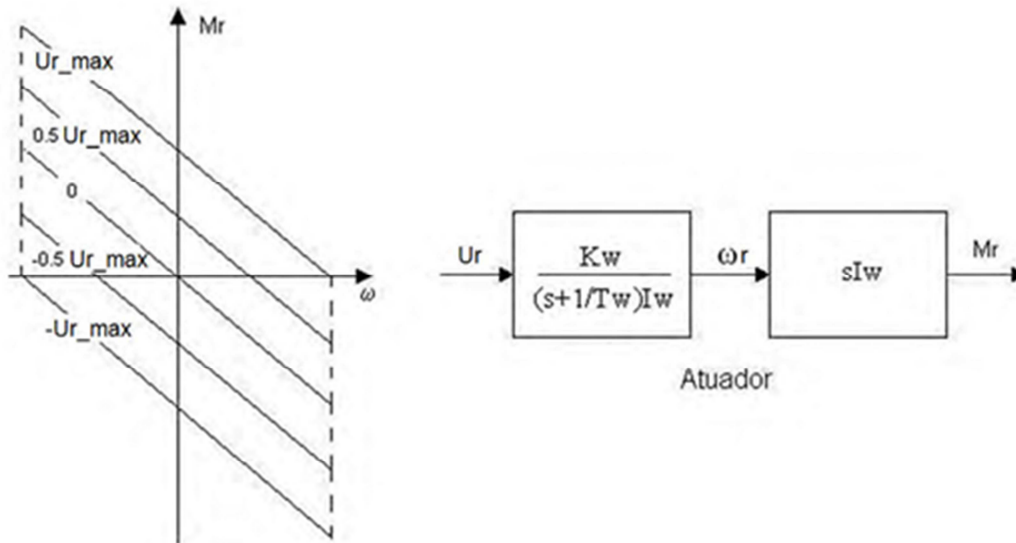 Mr
Ur_max
0.5 Ur_max
0
-0.5 Ur_max
ω
-Ur_max
Ur
Kw
(s+1/Tw)Iw
ωr
sIw
Mr
Atuador